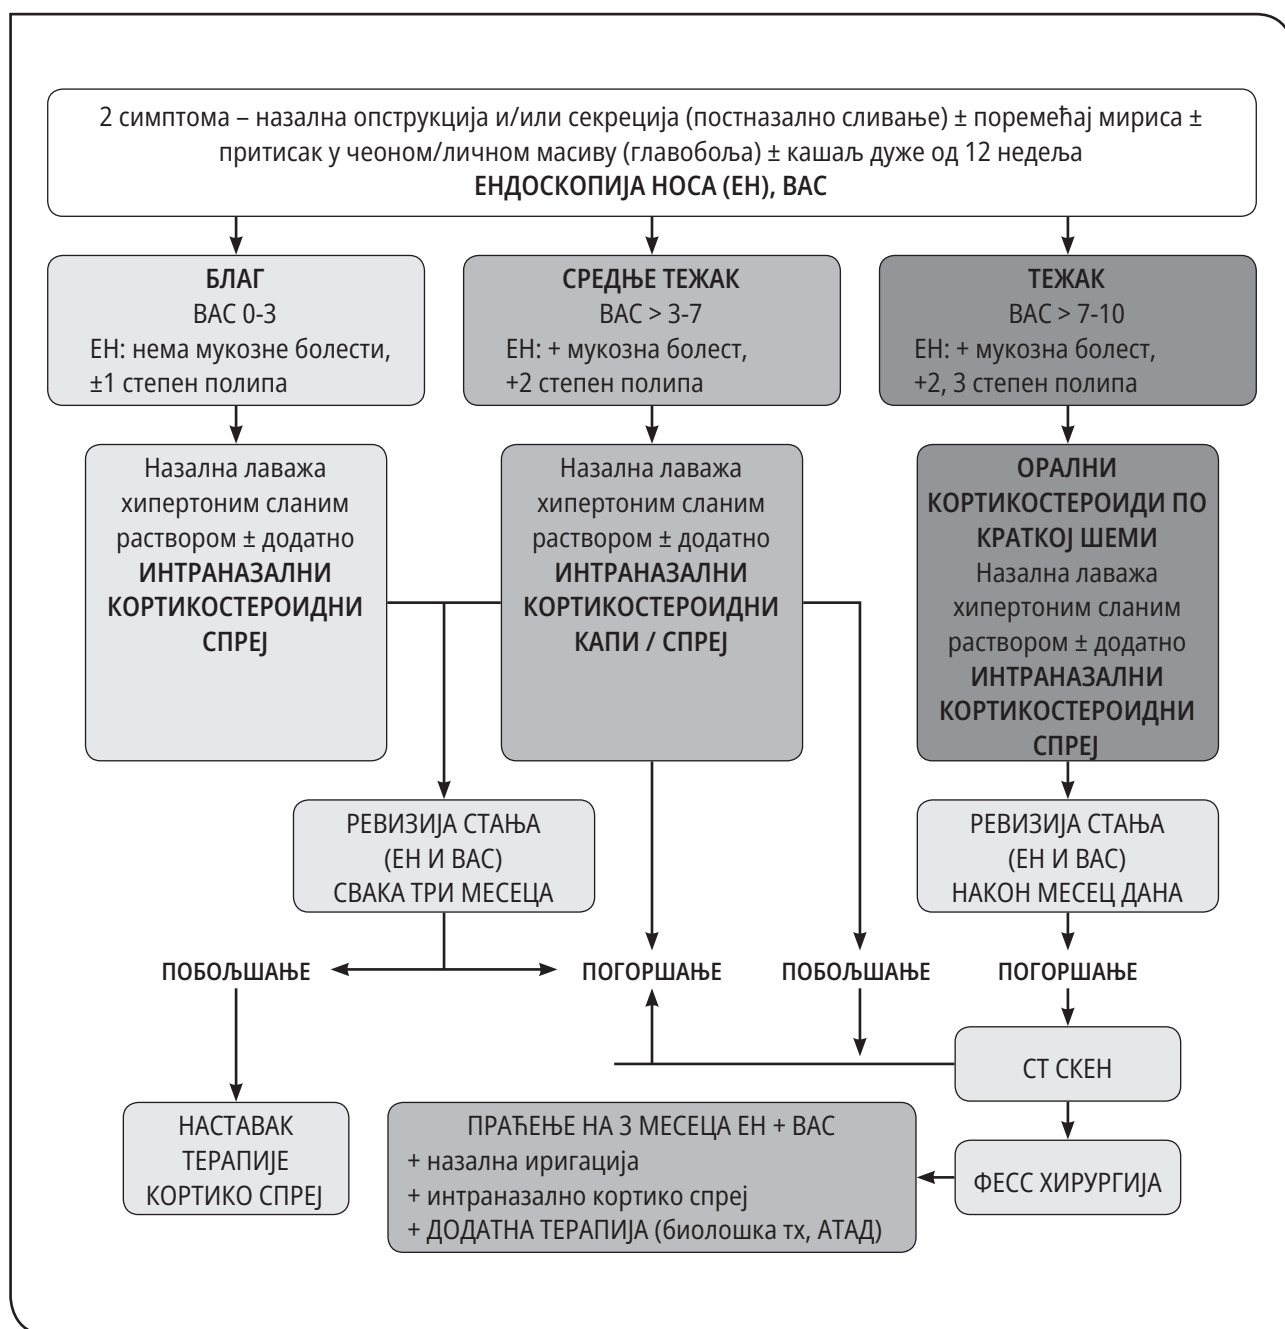 2 симптома – назална опструкција и/или секреција (постназално сливање) ± поремећај мириса ±
притисак у чеоном/личном масиву (главобоља) ± кашаљ дуже од 12 недеља
ЕНДОСКОПИЈА НОСА (ЕН), ВАС
БЛАГ
ВАС 0-3
ЕН: нема мукозне болести,
±1 степен полипа
СРЕДЊЕ ТЕЖАК
ВАС > 3-7
ЕН: + мукозна болест,
+2 степен полипа
ТЕЖАК
ВАС > 7-10
ЕН: + мукозна болест,
+2, 3 степен полипа
Назална лаважа
хипертоним сланим
раствором ± додатно
ИНТРАНАЗАЛНИ
КОРТИКОСТЕРОИДНИ
СПРЕЈ
Назална лаважа
хипертоним сланим
раствором ± додатно
ИНТРАНАЗАЛНИ
КОРТИКОСТЕРОИДНИ
КАПИ / СПРЕЈ
ОРАЛНИ
КОРТИКОСТЕРОИДИ ПО
КРАТКОЈ ШЕМИ
Назална лаважа
хипертоним сланим
раствором ± додатно
ИНТРАНАЗАЛНИ
КОРТИКОСТЕРОИДНИ
СПРЕЈ
РЕВИЗИЈА СТАЊА
(ЕН И ВАС)
СВАКА ТРИ МЕСЕЦА
РЕВИЗИЈА СТАЊА
(ЕН И ВАС)
НАКОН МЕСЕЦ ДАНА
ПОБОЉШАЊЕ
ПОГОРШАЊЕ
ПОБОЉШАЊЕ
ПОГОРШАЊЕ
СТ СКЕН
НАСТАВАК
ТЕРАПИЈЕ
КОРТИКО СПРЕЈ
ПРАЋЕЊЕ НА 3 МЕСЕЦА ЕН + ВАС
+ назална иригација
+ интраназално кортико спреј
+ ДОДАТНА ТЕРАПИЈА (биолошка тх, АТАД)
ФЕСС ХИРУРГИЈА